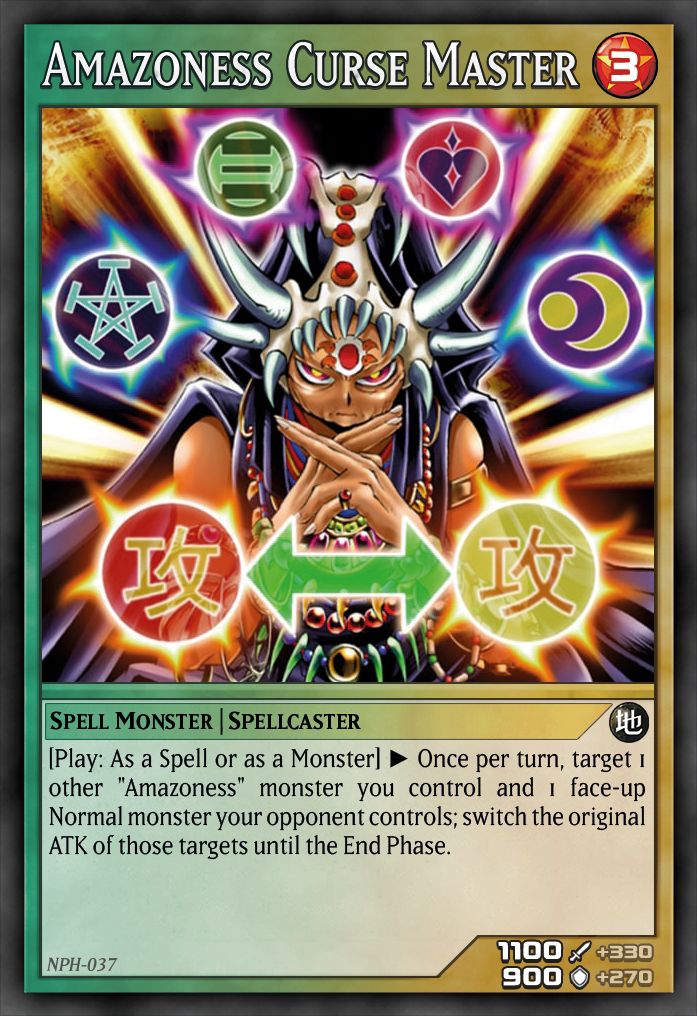 Amazoness Curse Master 3
攻 攻
Spell Monster | Spellcaster 地
[Play: As a Spell or as a Monster] ► Once per turn, target 1
other "Amazoness" monster you control and 1 face-up
Normal monster your opponent controls; switch the original
ATK of those targets until the End Phase.
1100 +330
NPH-037 900 +270